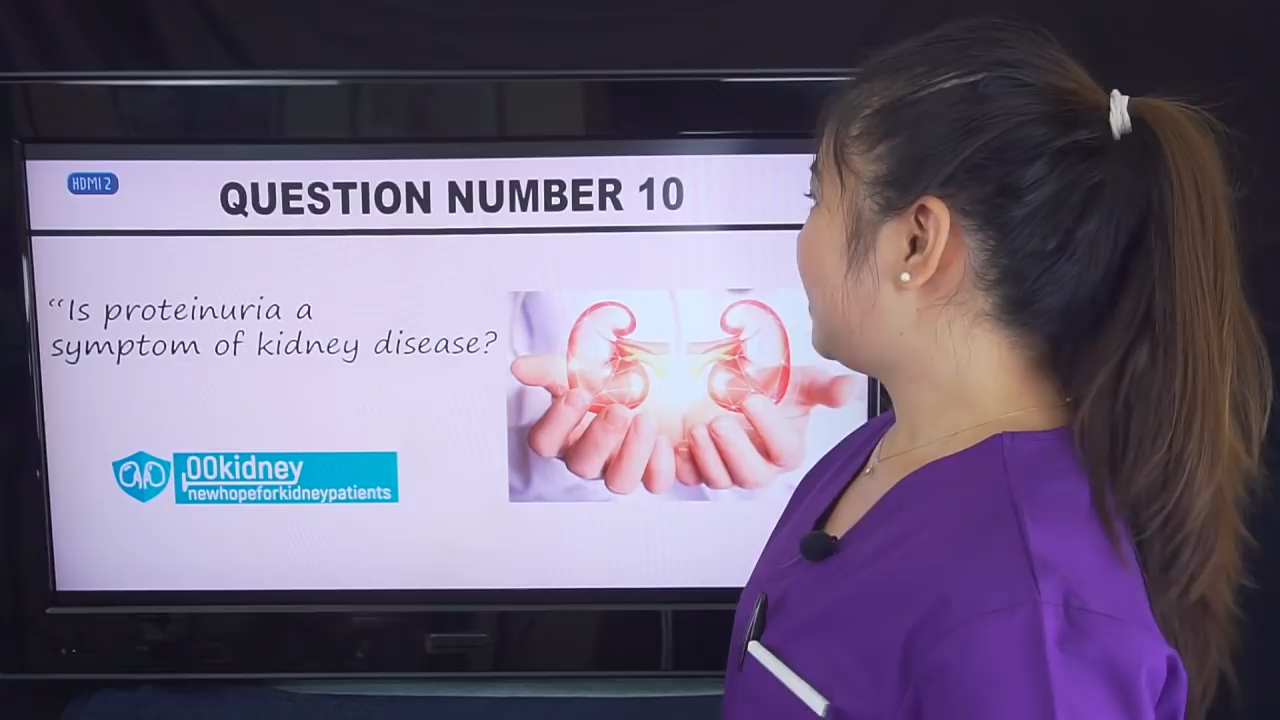 HDMI 2
QUESTION NUMBER 10
“Is proteinuria a
symptom of kidney disease?
00kidney
newhopeforkidneypatients